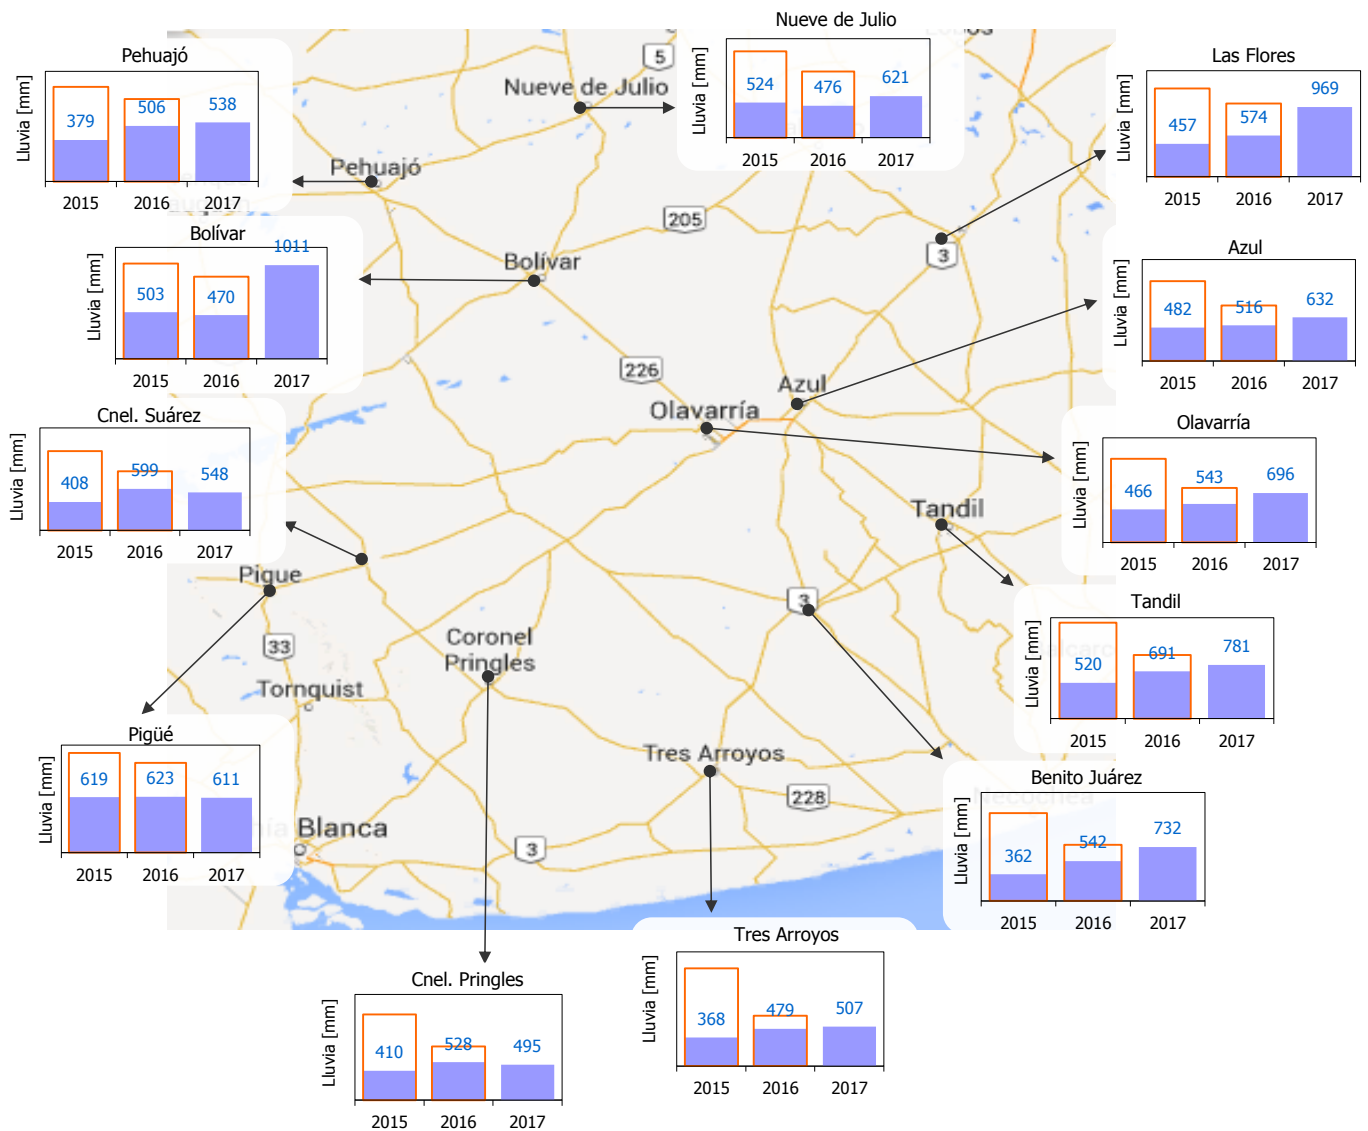 Nueve de Julio
Lluvia [mm]
524
476
621
2015
2016
2017
Pehuajó
Lluvia [mm]
379
506
538
2015
2016
2017
Las Flores
Lluvia [mm]
457
574
969
2015
2016
2017
Bolívar
Lluvia [mm]
503
470
1011
2015
2016
2017
Azul
Lluvia [mm]
482
516
632
2015
2016
2017
Cnel. Suárez
Lluvia [mm]
408
599
548
2015
2016
2017
Olavarría
Lluvia [mm]
466
543
696
2015
2016
2017
Tandil
Lluvia [mm]
520
691
781
2015
2016
2017
Pigüé
Lluvia [mm]
619
623
611
2015
2016
2017
Benito Juárez
Lluvia [mm]
362
542
732
2015
2016
2017
Tres Arroyos
Lluvia [mm]
368
479
507
2015
2016
2017
Cnel. Pringles
Lluvia [mm]
410
528
495
2015
2016
2017
5
Nueve de Julio
Pehuajó
205
3
Bolívar
226
Azul
Olavarría
Tandil
Pigue
3
33
Coronel
Pringles
Tornquist
Tres Arroyos
228
Necochea
Blanca
3